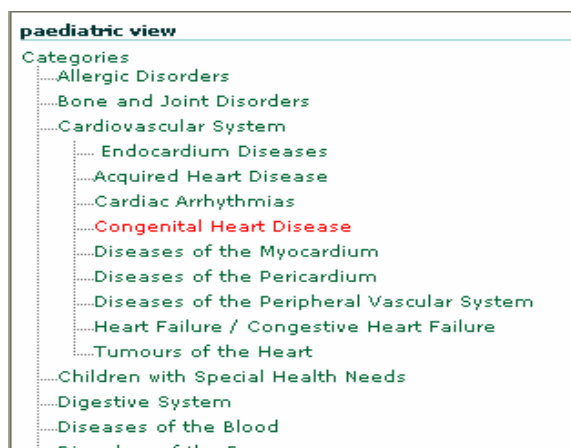 paediatric view
Categories
Allergic Disorders
Bone and Joint Disorders
Cardiovascular System
Endocardium Diseases
Acquired Heart Disease
Cardiac Arrhythmias
Congenital Heart Disease
Diseases of the Myocardium
Diseases of the Pericardium
Diseases of the Peripheral Vascular System
Heart Failure / Congestive Heart Failure
Tumours of the Heart
Children with Special Health Needs
Digestive System
Diseases of the Blood